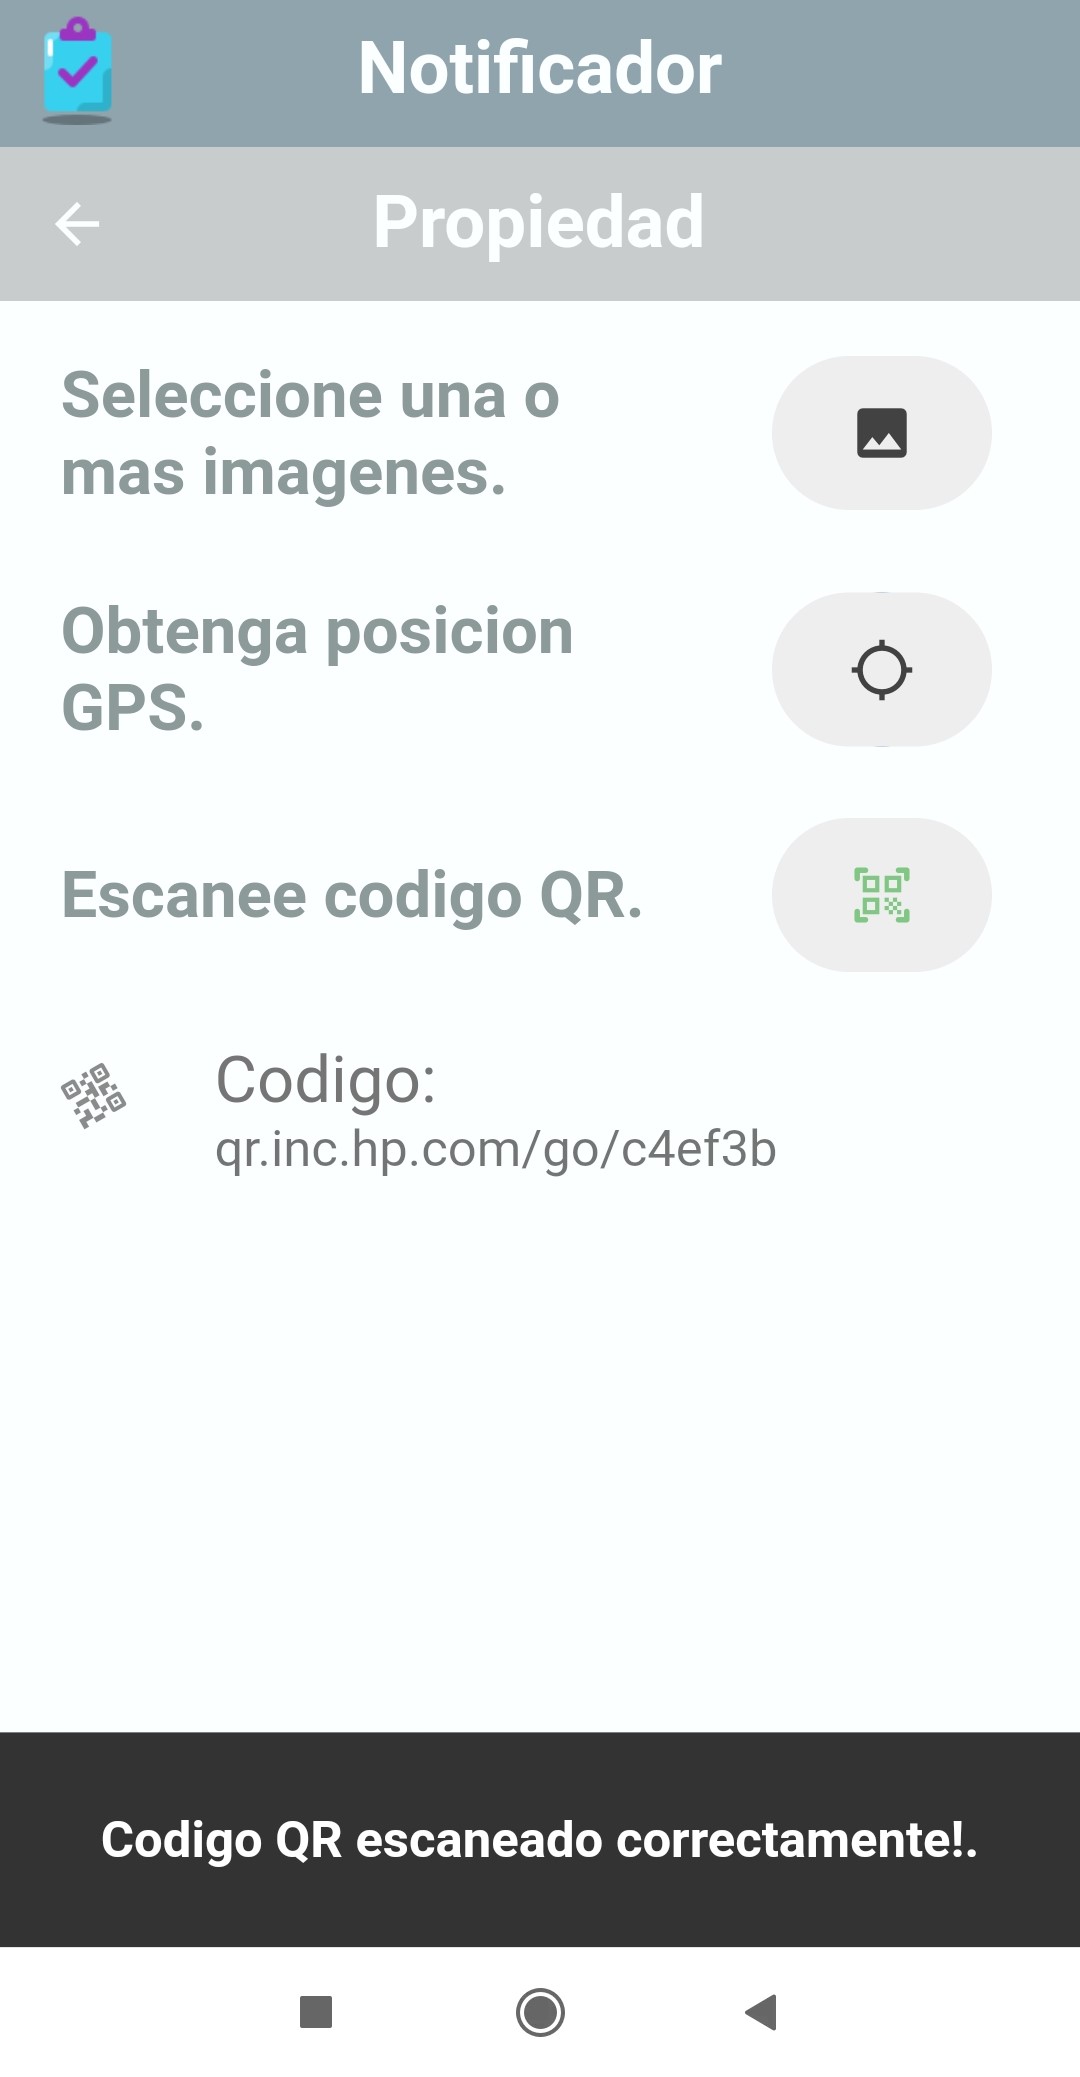 Notificador
Propiedad
Seleccione una o
mas imagenes.
Obtenga posicion
GPS.
Escanee codigo QR.
Codigo:
qr.inc.hp.com/go/c4ef3b
Codigo QR escaneado correctamente!.